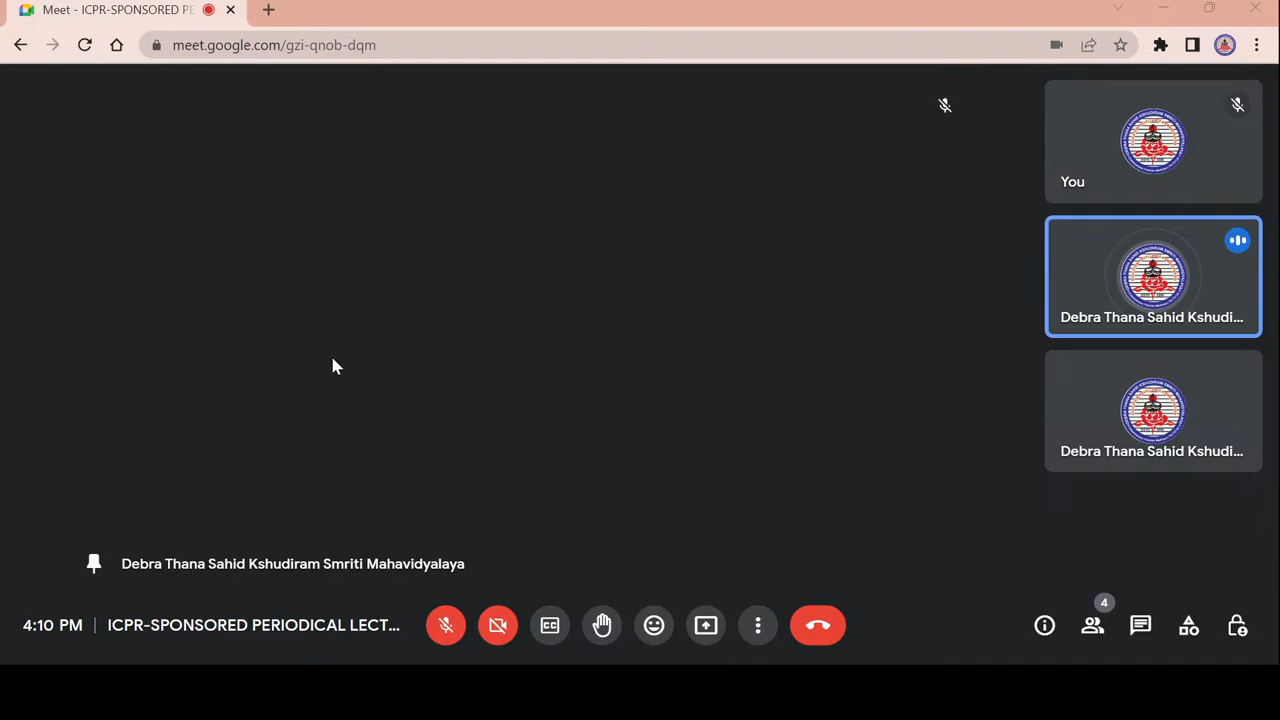 Meet - ICPR-SPONSORED PE
meet.google.com/gzi-qnob-dqm
You
Debra Thana Sahid Kshudi...
Debra Thana Sahid Kshudi...
Debra Thana Sahid Kshudiram Smriti Mahavidyalaya
4
4:10 PM | ICPR-SPONSORED PERIODICAL LECT...
CC